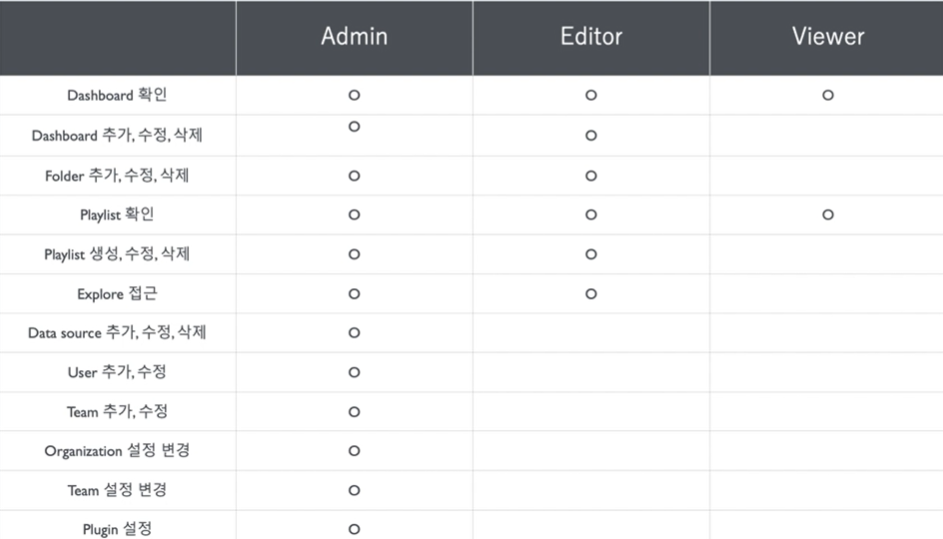 Admin Editor Viewer
Dashboard 확인 O O O
Dashboard 추가, 수정, 삭제 O O
Folder 추가, 수정, 삭제 O O
Playlist 확인 O O O
Playlist 생성, 수정, 삭제 O O
Explore 접근 O O
Data source 추가, 수정, 삭제 O
User 추가, 수정 O
Team 추가, 수정 O
Organization 설정 변경 O
Team 설정 변경 O
Plugin 설정 O